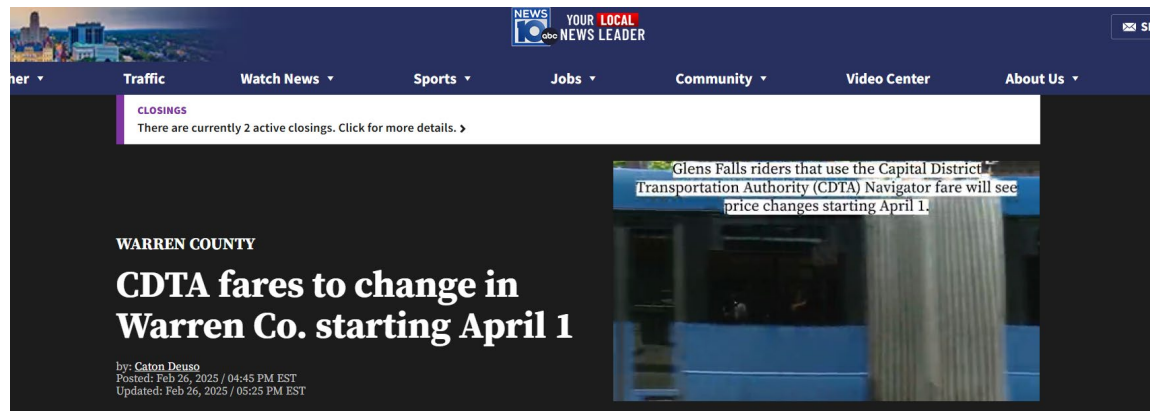 NEWS
10
abc
YOUR LOCAL
NEWS LEADER
Traffic
Watch News
Sports
Jobs
Community
Video Center
About Us
CLOSINGS
There are currently 2 active closings. Click for more details.
Glens Falls riders that use the Capital District
Transportation Authority (CDTA) Navigator fare will see
price changes starting April 1.
WARREN COUNTY
CDTA fares to change in
Warren Co. starting April 1
by: Caton Deuso
Posted: Feb 26, 2025 / 04:45 PM EST
Updated: Feb 26, 2025 / 05:25 PM EST